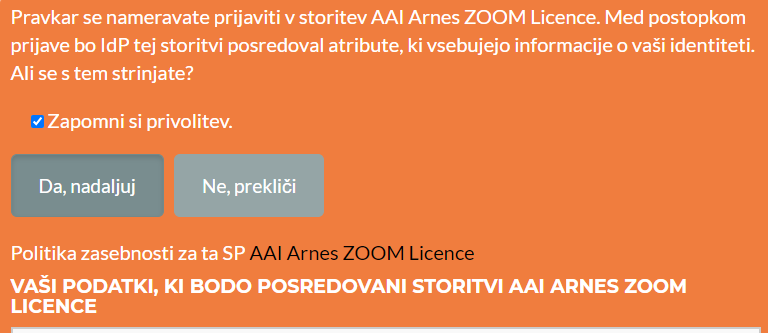 Pravkar se nameravate prijaviti v storitev AAI Arnes ZOOM Licence. Med postopkom
prijave bo IdP tej storitvi posredoval atribute, ki vsebujejo informacije o vaši identiteti.
Ali se s tem strinjate?
Zapomni si privolitev.
Da, nadaljuj
Ne, prekliči
Politika zasebnosti za ta SP AAI Arnes ZOOM Licence
VAŠI PODATKI, KI BODO POSREDOVANI STORITVI AAI ARNES ZOOM
LICENCE